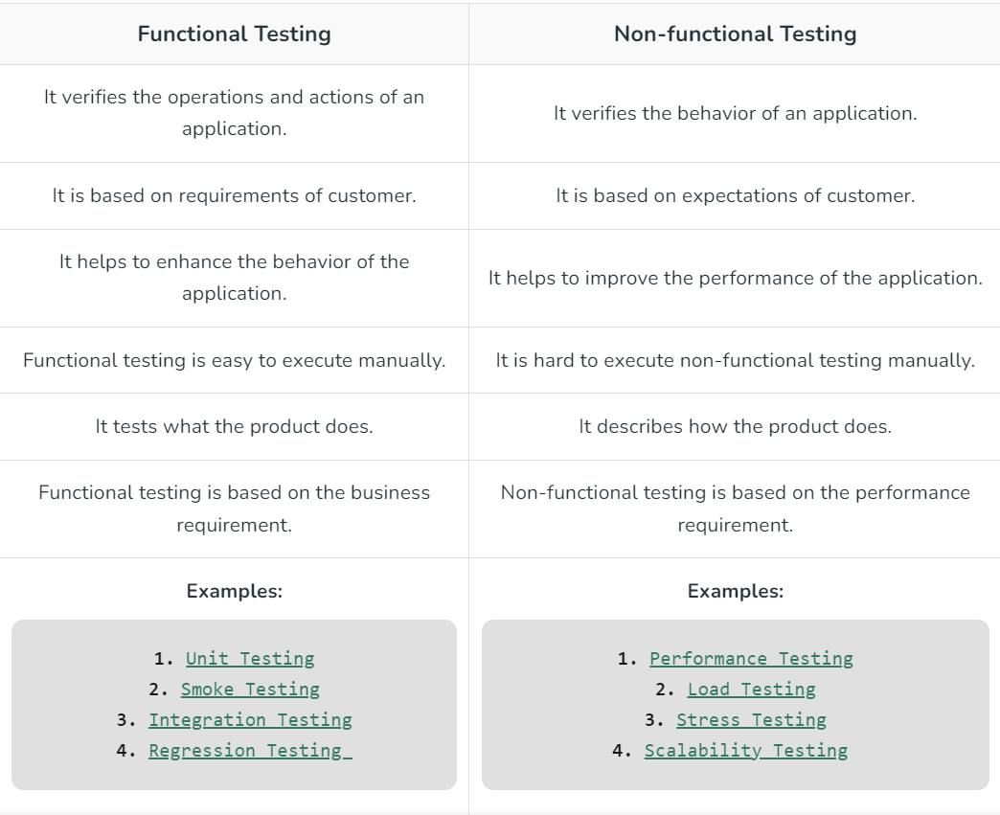 Functional Testing
Non-functional Testing
It verifies the operations and actions of an
application.
It verifies the behavior of an application.
It is based on requirements of customer.
It is based on expectations of customer.
It helps to enhance the behavior of the
application.
It helps to improve the performance of the application.
Functional testing is easy to execute manually.
It is hard to execute non-functional testing manually.
It tests what the product does.
It describes how the product does.
Functional testing is based on the business
requirement.
Non-functional testing is based on the performance
requirement.
Examples:
1. Unit Testing
2. Smoke Testing
3. Integration Testing
4. Regression Testing
Examples:
1. Performance Testing
2. Load Testing
3. Stress Testing
4. Scalability Testing